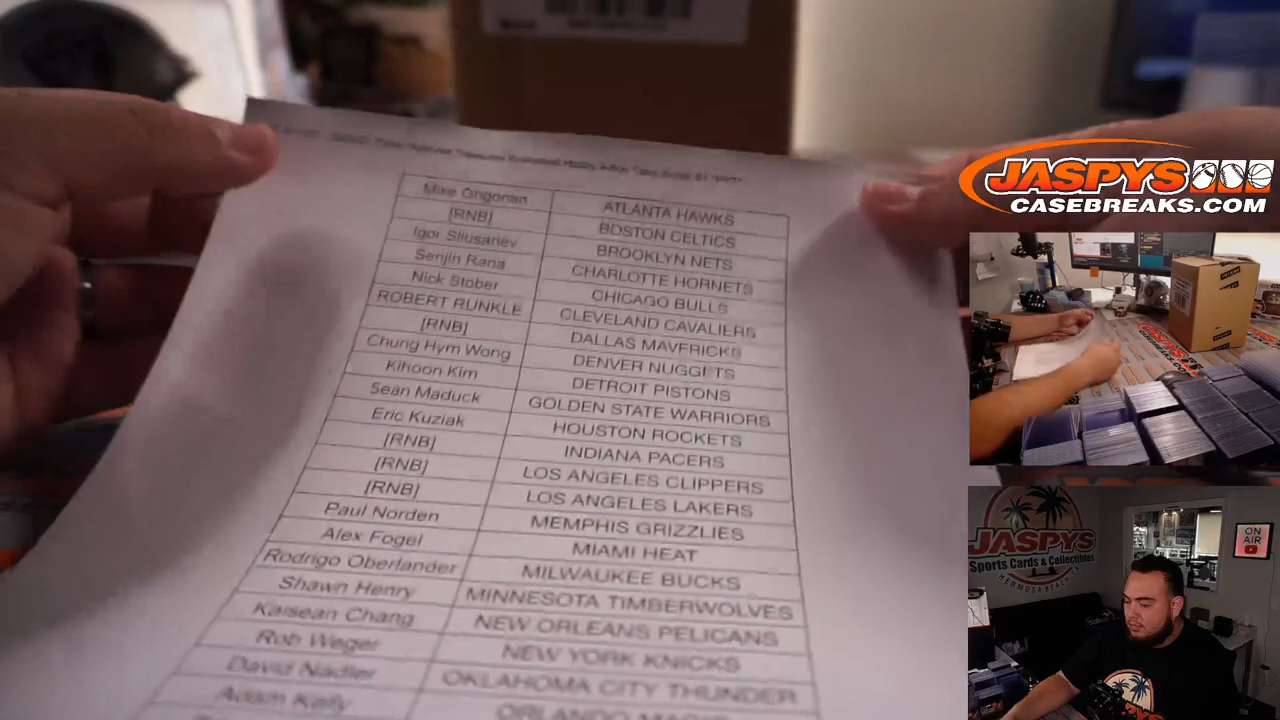 Mike Grigorian ATLANTA HAWKS
[RNB] BOSTON CELTICS
Igor Sliusariev BROOKLYN NETS
Senjin Rana CHARLOTTE HORNETS
Nick Stober CHICAGO BULLS
ROBERT RUNKLE CLEVELAND CAVALIERS
[RNB] DALLAS MAVERICKS
Chung Hym Wong DENVER NUGGETS
Kihoon Kim DETROIT PISTONS
Sean Maduck GOLDEN STATE WARRIORS
Eric Kuziak HOUSTON ROCKETS
[RNB] INDIANA PACERS
[RNB] LOS ANGELES CLIPPERS
[RNB] LOS ANGELES LAKERS
Paul Norden MEMPHIS GRIZZLIES
Alex Fogel MIAMI HEAT
Rodrigo Oberlander MILWAUKEE BUCKS
Shawn Henry MINNESOTA TIMBERWOLVES
Kaisean Chang NEW ORLEANS PELICANS
Rob Weger NEW YORK KNICKS
David Nadler OKLAHOMA CITY THUNDER
Adam Kelly ORLANDO
JASPYS
CASEBREAKS.COM
JASPYS
Sports Cards & Collectibles
HERMOSA BEACH
ON
AIR